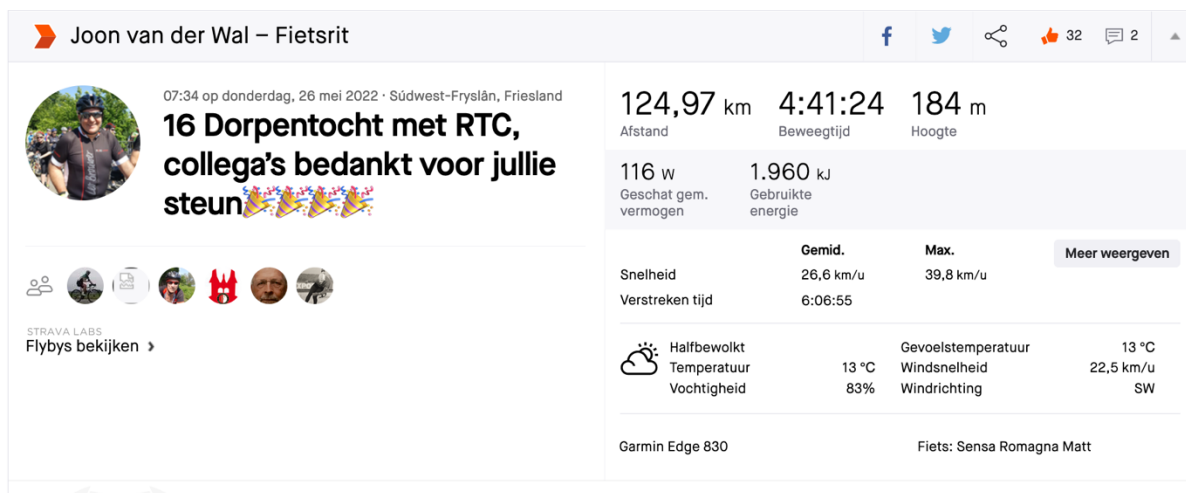 Joon van der Wal – Fietsrit
32
2
07:34 op donderdag, 26 mei 2022 · Súdwest-Fryslân, Friesland
16 Dorpentocht met RTC,
collega's bedankt voor jullie
steun🎉🎉🎉🎉
STRAVA LABS
Flybys bekijken ›
124,97 km 4:41:24 184 m
Afstand Beweegtijd Hoogte
116 W 1.960 kJ
Geschat gem. Gebruikte
vermogen energie
Gemid. Max. Meer weergeven
Snelheid 26,6 km/u 39,8 km/u
Verstreken tijd 6:06:55
Halfbewolkt Gevoelstemperatuur 13 °C
Temperatuur 13 °C Windsnelheid 22,5 km/u
Vochtigheid 83% Windrichting SW
Garmin Edge 830 Fiets: Sensa Romagna Matt